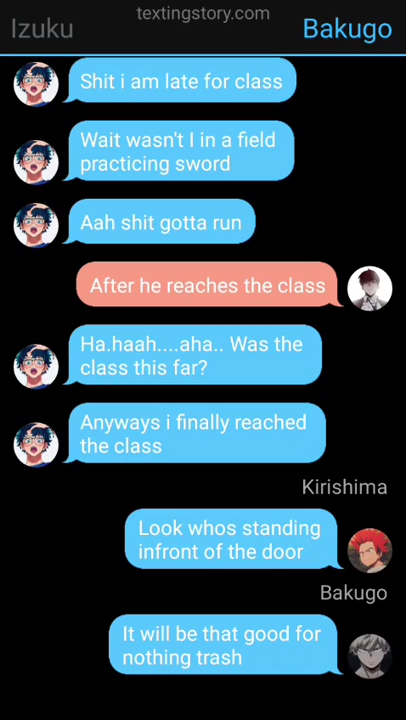 textingstory.com
Izuku
Bakugo
Shit i am late for class
Wait wasn't I in a field
practicing sword
Aah shit gotta run
After he reaches the class
Ha.haah....aha.. Was the
class this far?
Anyways i finally reached
the class
Kirishima
Look whos standing
infront of the door
Bakugo
It will be that good for
nothing trash